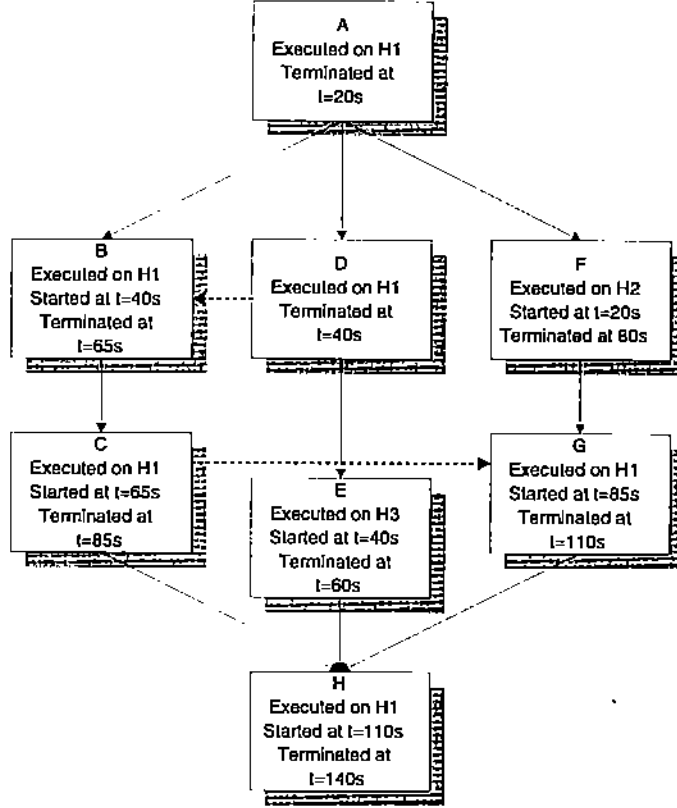 A
Executed on H1
Terminated at
t=20s
B
Executed on H1
Started at t=40s
Terminated at
t=65s
D
Executed on H1
Terminated at
t=40s
F
Executed on H2
Started at t=20s
Terminated at 80s
C
Executed on H1
Started at t=65s
Terminated at
t=85s
E
Executed on H3
Started at t=40s
Terminated at
t=60s
G
Executed on H1
Started at t=85s
Terminated at
t=110s
H
Executed on H1
Started at t=110s
Terminated at
t=140s